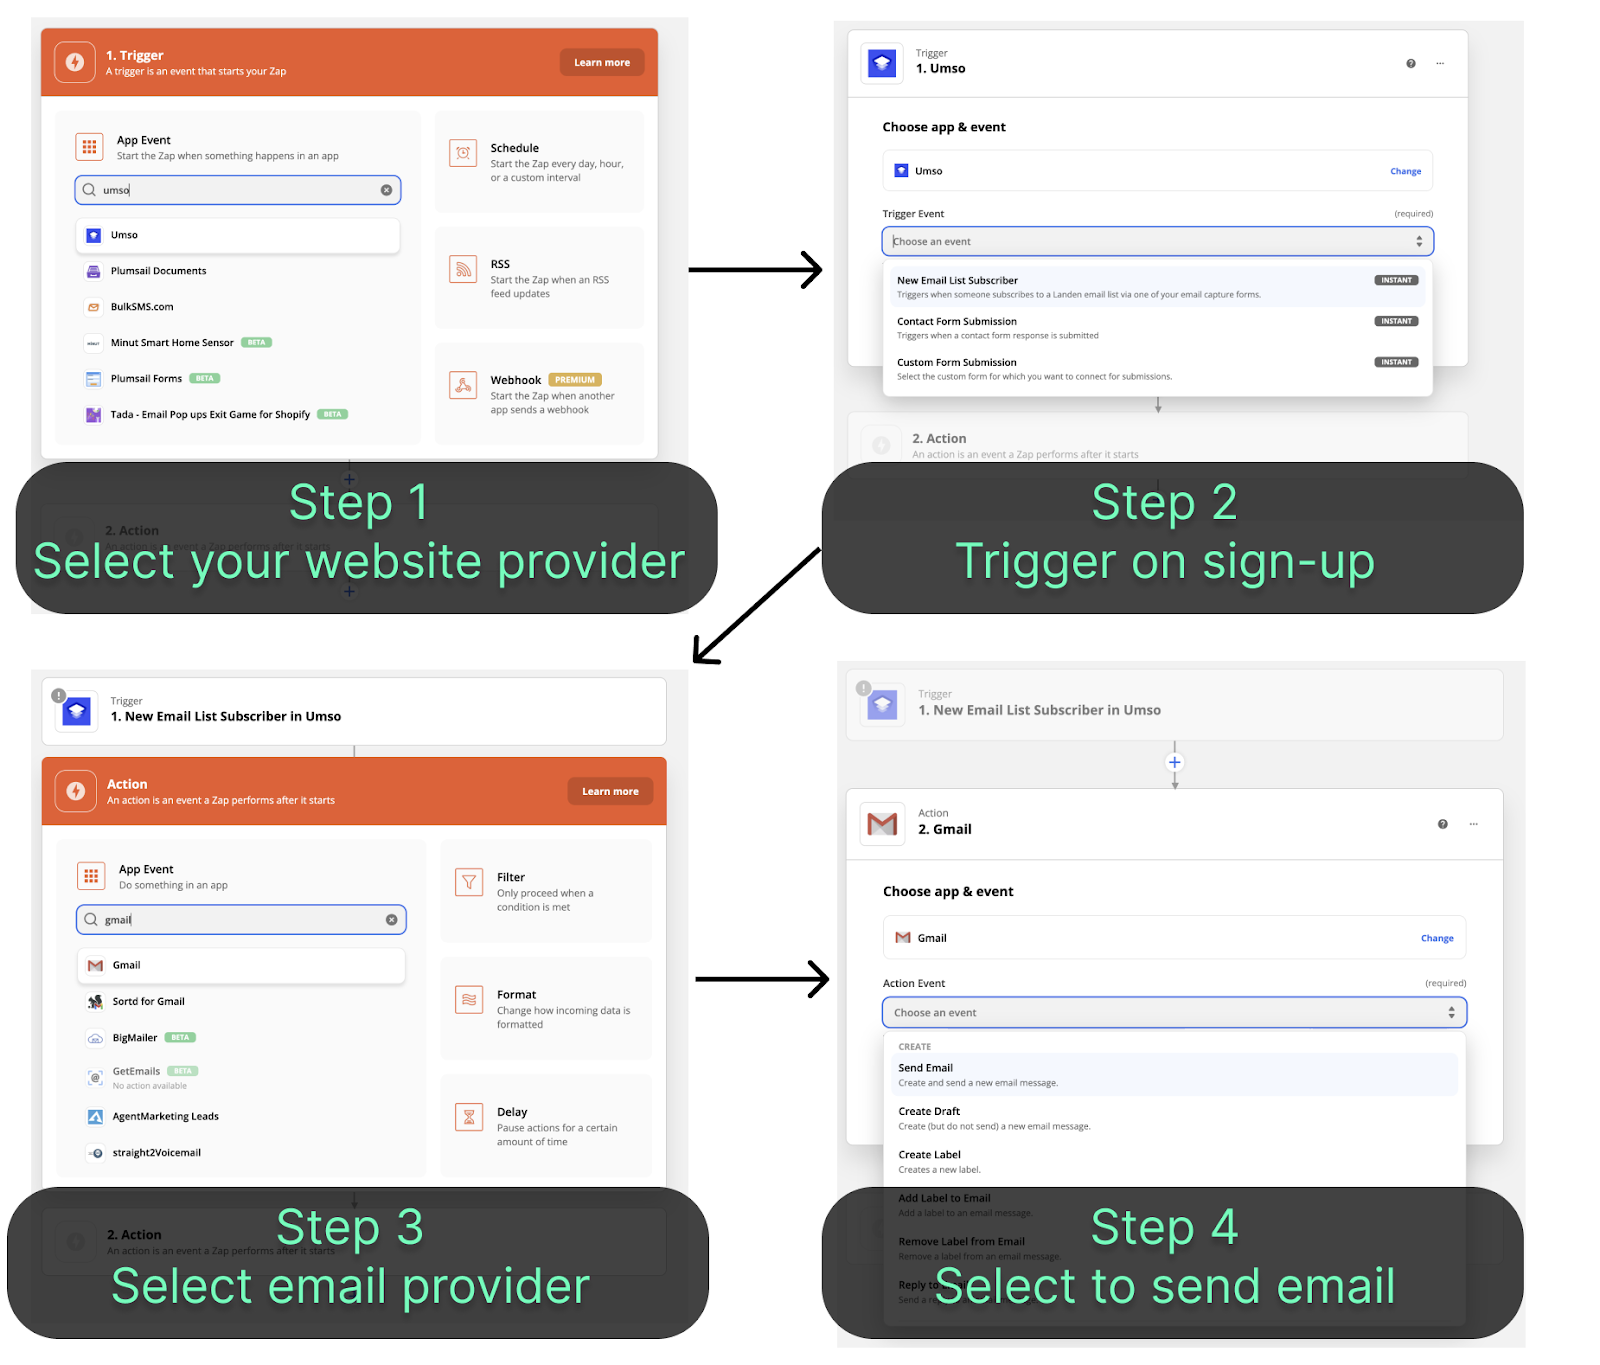 1. Trigger
A trigger is an event that starts your Zap
Learn more
App Event
Start the Zap when something happens in an app
umso
Umso
Plumsail Documents
BulkSMS.com
Minut Smart Home Sensor BETA
Plumsail Forms BETA
Tada - Email Pop ups Exit Game for Shopify BETA
Schedule
Start the Zap every day, hour,
or a custom interval
RSS
Start the Zap when an RSS
feed updates
Webhook PREMIUM
Start the Zap when another
app sends a webhook
2. Action
An action is an event a Zap performs after it starts
Step 1
Select your website provider
Trigger
1. Umso
Choose app & event
Umso
Change
Trigger Event
(required)
Choose an event
New Email List Subscriber INSTANT
Triggers when someone subscribes to a Landen email list via one of your email capture forms.
Contact Form Submission INSTANT
Triggers when a contact form response is submitted
Custom Form Submission INSTANT
Select the custom form for which you want to connect for submissions.
2. Action
An action is an event a Zap performs after it starts
Step 2
Trigger on sign-up
Trigger
1. New Email List Subscriber in Umso
Action
An action is an event a Zap performs after it starts
Learn more
App Event
Do something in an app
gmail
Gmail
Sortd for Gmail
BigMailer BETA
GetEmails BETA
No action available
AgentMarketing Leads
straight2Voicemail
Filter
Only proceed when a
condition is met
Format
Change how incoming data is
formatted
Delay
Pause actions for a certain
amount of time
2. Action
An action is an event a Zap performs after it starts
Step 3
Select email provider
Trigger
1. New Email List Subscriber in Umso
Action
2. Gmail
Choose app & event
Gmail
Change
Action Event
(required)
Choose an event
CREATE
Send Email
Create and send a new email message.
Create Draft
Create (but do not send) a new email message.
Create Label
Creates a new label.
Add Label to Email
Add a label to an email message.
Remove Label from Email
Remove a label from an email message.
Reply to
Send a
Step 4
Select to send email